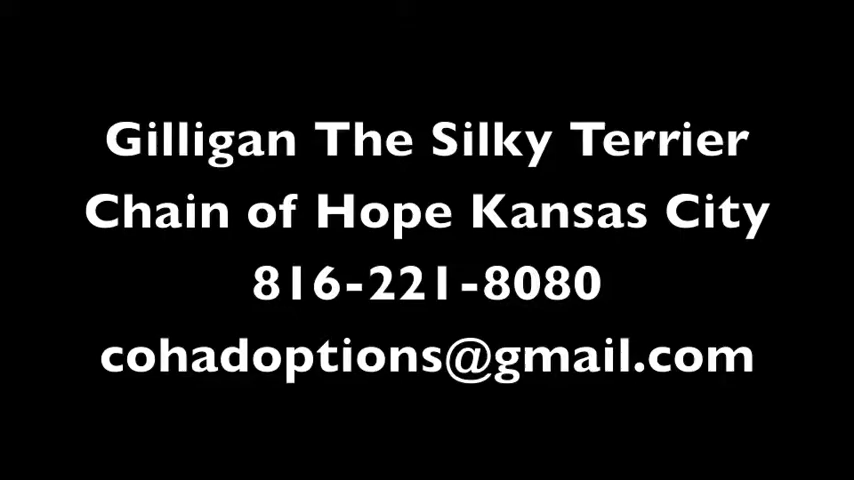 Gilligan The Silky Terrier
Chain of Hope Kansas City
816-221-8080
cohadoptions@gmail.com